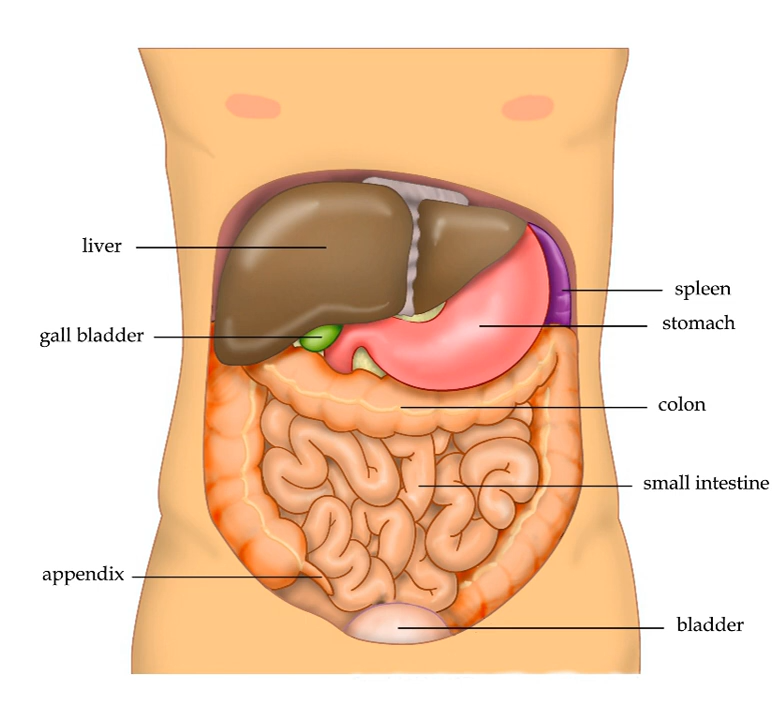 liver
gall bladder
appendix
spleen
stomach
colon
small intestine
bladder